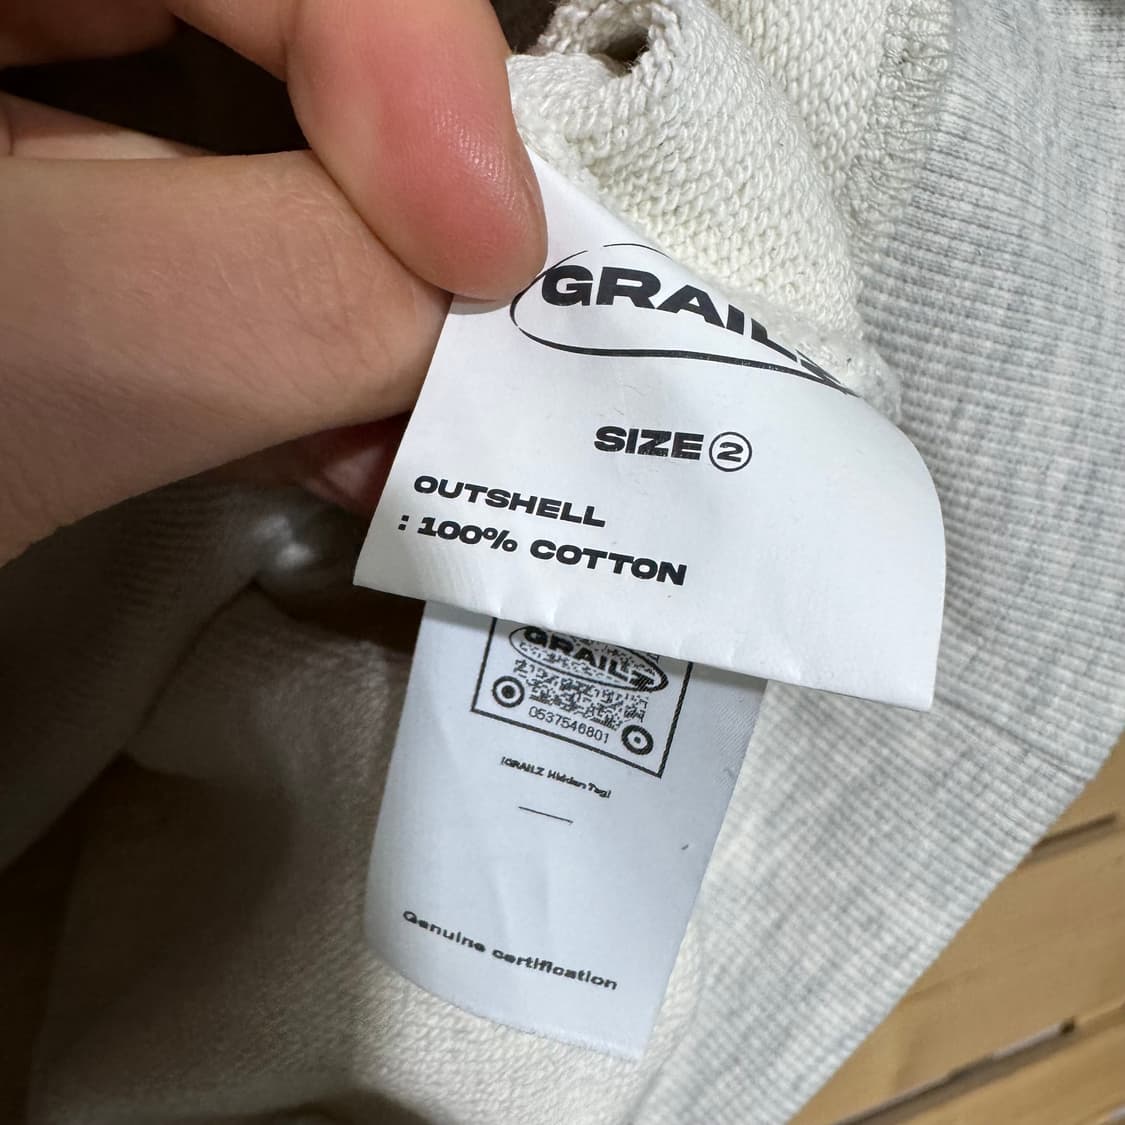 GRAILZ
SIZE ②
OUTSHELL
: 100% COTTON
GRAILZ
0537546801
[GRAILZ Hidden Tag]
Genuine certification